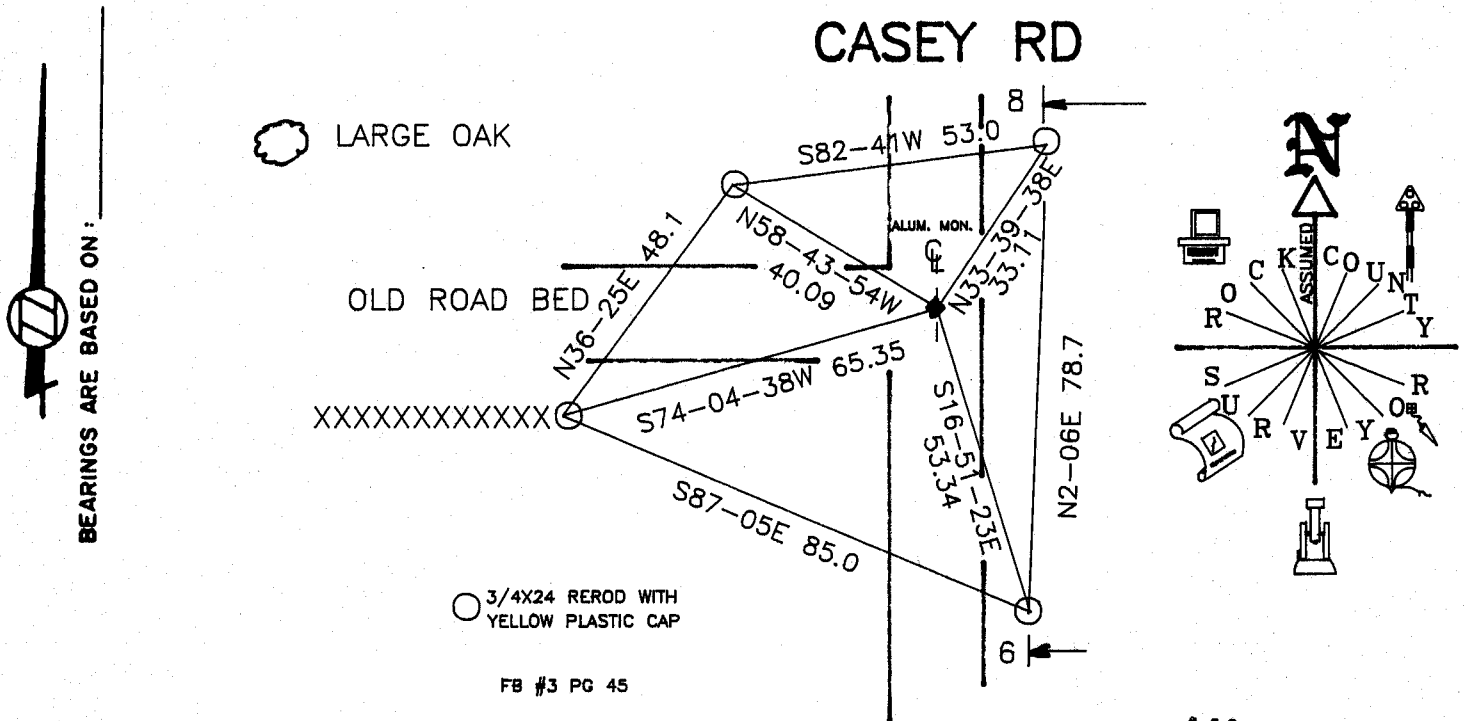 CASEY RD
8
LARGE OAK
S82-41W 53.0
N36-25E 48.1
N58-43-54W
40.09
ALUM. MON.
℄
N33-39-38E
33.11
OLD ROAD BED
S74-04-38W 65.35
XXXXXXXXXXXX
S16-51-23E
53.34
N2-06E 78.7
S87-05E 85.0
6
3/4X24 REROD WITH
YELLOW PLASTIC CAP
FB #3 PG 45
BEARINGS ARE BASED ON:
N
ASSUMED
ROCK COUNTY
SURVEYOR